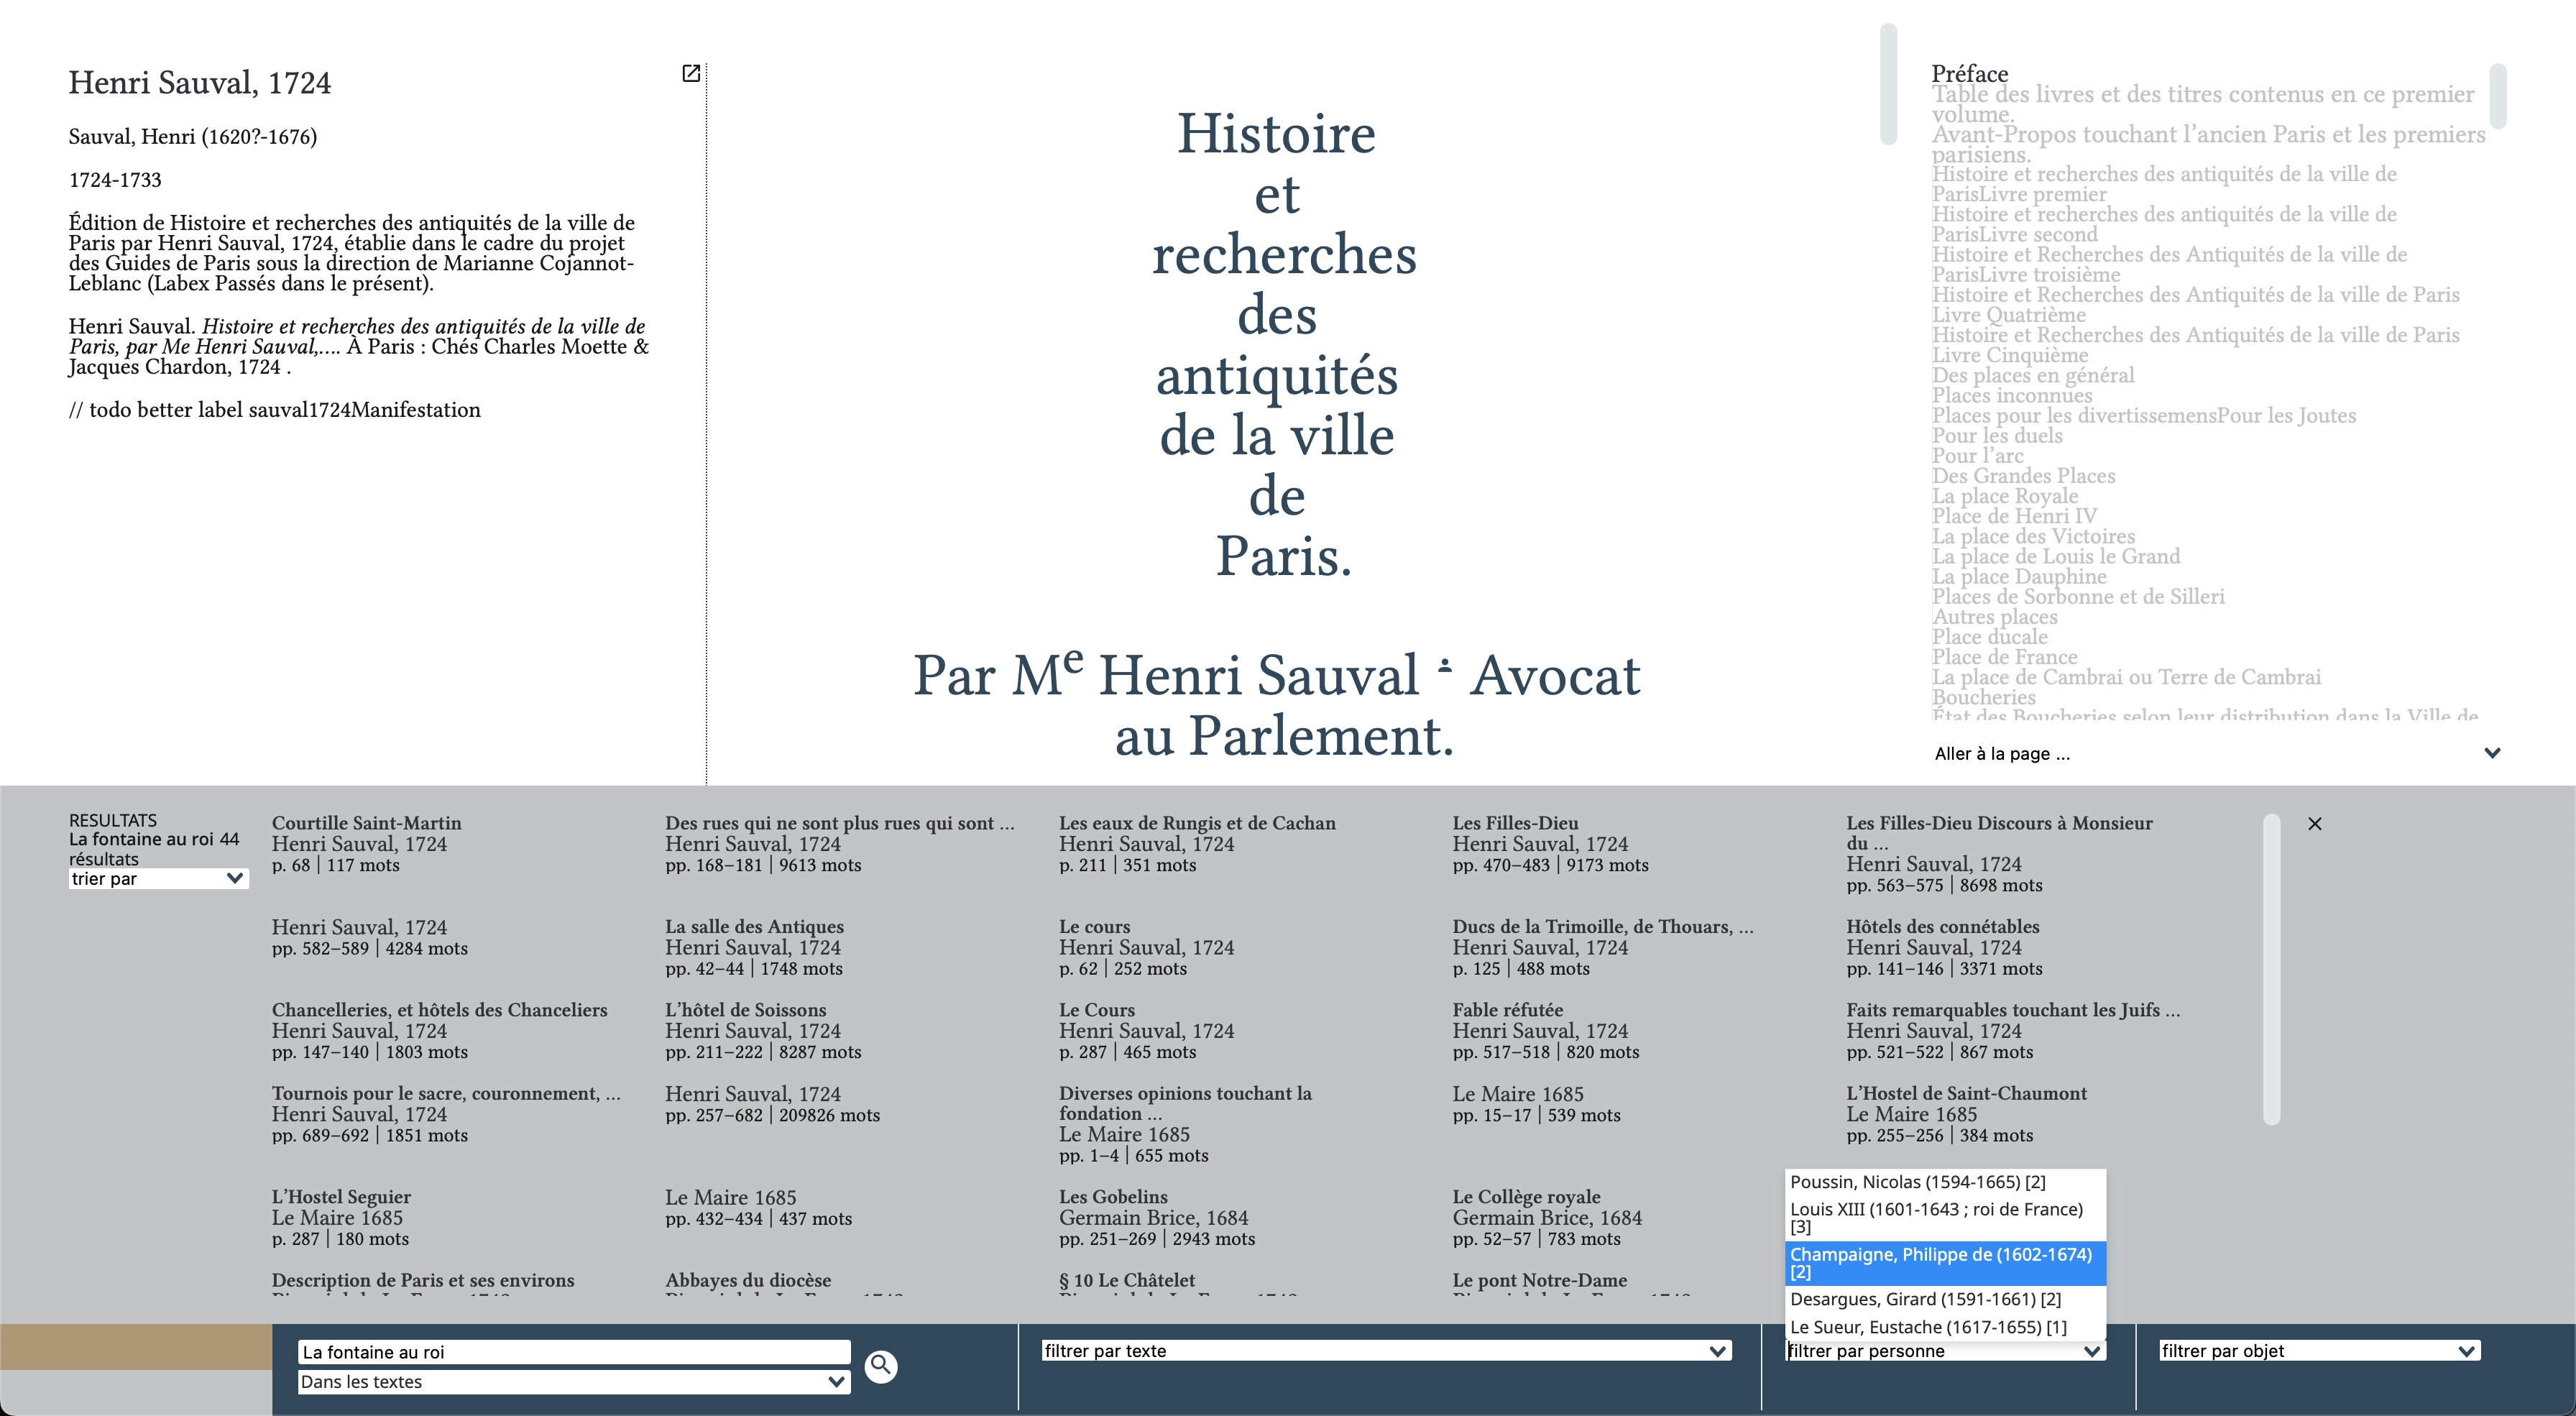 Henri Sauval, 1724
Sauval, Henri (1620?-1676)
1724-1733
Édition de Histoire et recherches des antiquités de la ville de
Paris par Henri Sauval, 1724, établie dans le cadre du projet
des Guides de Paris sous la direction de Marianne Cojannot-
Leblanc (Labex Passés dans le présent).
Henri Sauval. Histoire et recherches des antiquités de la ville de
Paris, par Me Henri Sauval,.... À Paris : Chés Charles Moette &
Jacques Chardon, 1724 .
// todo better label sauval1724Manifestation
Histoire
et
recherches
des
antiquités
de la ville
de
Paris.
Par Me Henri Sauval Avocat
au Parlement.
Préface
Table des livres et des titres contenus en ce premier
volume.
Avant-Propos touchant l’ancien Paris et les premiers
parisiens.
Histoire et recherches des antiquités de la ville de
ParisLivre premier
Histoire et recherches des antiquités de la ville de
ParisLivre second
Histoire et Recherches des Antiquités de la ville de
ParisLivre troisième
Histoire et Recherches des Antiquités de la ville de Paris
Livre Quatrième
Histoire et Recherches des Antiquités de la ville de Paris
Livre Cinquième
Des places en général
Places inconnues
Places pour les divertissemensPour les Joutes
Pour les duels
Pour l’arc
Des Grandes Places
La place Royale
Place de Henri IV
La place des Victoires
La place de Louis le Grand
La place Dauphine
Places de Sorbonne et de Silleri
Autres places
Place ducale
Place de France
La place de Cambrai ou Terre de Cambrai
Boucheries
État des Boucheries selon leur distribution dans la Ville de
Aller à la page ...
RESULTATS
La fontaine au roi 44
résultats
trier par
Courtille Saint-Martin
Henri Sauval, 1724
p. 68 | 117 mots
Des rues qui ne sont plus rues qui sont ...
Henri Sauval, 1724
pp. 168–181 | 9613 mots
Les eaux de Rungis et de Cachan
Henri Sauval, 1724
p. 211 | 351 mots
Les Filles-Dieu
Henri Sauval, 1724
pp. 470–483 | 9173 mots
Les Filles-Dieu Discours à Monsieur
du ...
Henri Sauval, 1724
pp. 563–575 | 8698 mots
Henri Sauval, 1724
pp. 582–589 | 4284 mots
La salle des Antiques
Henri Sauval, 1724
pp. 42–44 | 1748 mots
Le cours
Henri Sauval, 1724
p. 62 | 252 mots
Ducs de la Trimoille, de Thouars, ...
Henri Sauval, 1724
p. 125 | 488 mots
Hôtels des connétables
Henri Sauval, 1724
pp. 141–146 | 3371 mots
Chancelleries, et hôtels des Chanceliers
Henri Sauval, 1724
pp. 147–140 | 1803 mots
L’hôtel de Soissons
Henri Sauval, 1724
pp. 211–222 | 8287 mots
Le Cours
Henri Sauval, 1724
p. 287 | 465 mots
Fable réfutée
Henri Sauval, 1724
pp. 517–518 | 820 mots
Faits remarquables touchant les Juifs ...
Henri Sauval, 1724
pp. 521–522 | 867 mots
Tournois pour le sacre, couronnement, ...
Henri Sauval, 1724
pp. 689–692 | 1851 mots
Henri Sauval, 1724
pp. 257–682 | 209826 mots
Diverses opinions touchant la
fondation ...
Le Maire 1685
pp. 1–4 | 655 mots
Le Maire 1685
pp. 15–17 | 539 mots
L’Hostel de Saint-Chaumont
Le Maire 1685
pp. 255–256 | 384 mots
L’Hostel Seguier
Le Maire 1685
p. 287 | 180 mots
Le Maire 1685
pp. 432–434 | 437 mots
Les Gobelins
Germain Brice, 1684
pp. 251–269 | 2943 mots
Le Collège royale
Germain Brice, 1684
pp. 52–57 | 783 mots
Description de Paris et ses environs
Abbayes du diocèse
§ 10 Le Châtelet
Le pont Notre-Dame
Poussin, Nicolas (1594-1665) [2]
Louis XIII (1601-1643 ; roi de France)
[3]
Champaigne, Philippe de (1602-1674)
[2]
Desargues, Girard (1591-1661) [2]
Le Sueur, Eustache (1617-1655) [1]
La fontaine au roi
Dans les textes
filtrer par texte
filtrer par personne
filtrer par objet